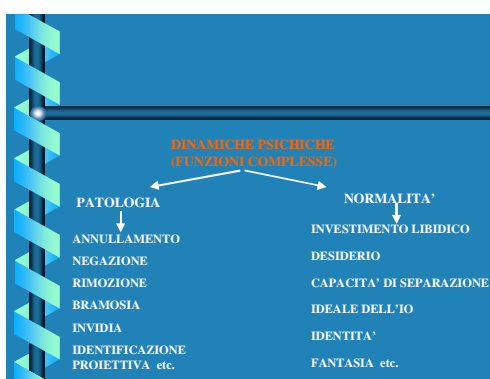 DINAMICHE PSICHICHE
(FUNZIONI COMPLESSE)
PATOLOGIA
ANNULLAMENTO
NEGAZIONE
RIMOZIONE
BRAMOSIA
INVIDIA
IDENTIFICAZIONE
PROIETTIVA etc.
NORMALITA’
INVESTIMENTO LIBIDICO
DESIDERIO
CAPACITA’ DI SEPARAZIONE
IDEALE DELL’IO
IDENTITA’
FANTASIA etc.